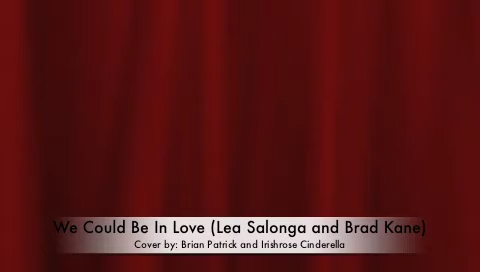 We Could Be In Love (Lea Salonga and Brad Kane)
Cover by: Brian Patrick and Irishrose Cinderella